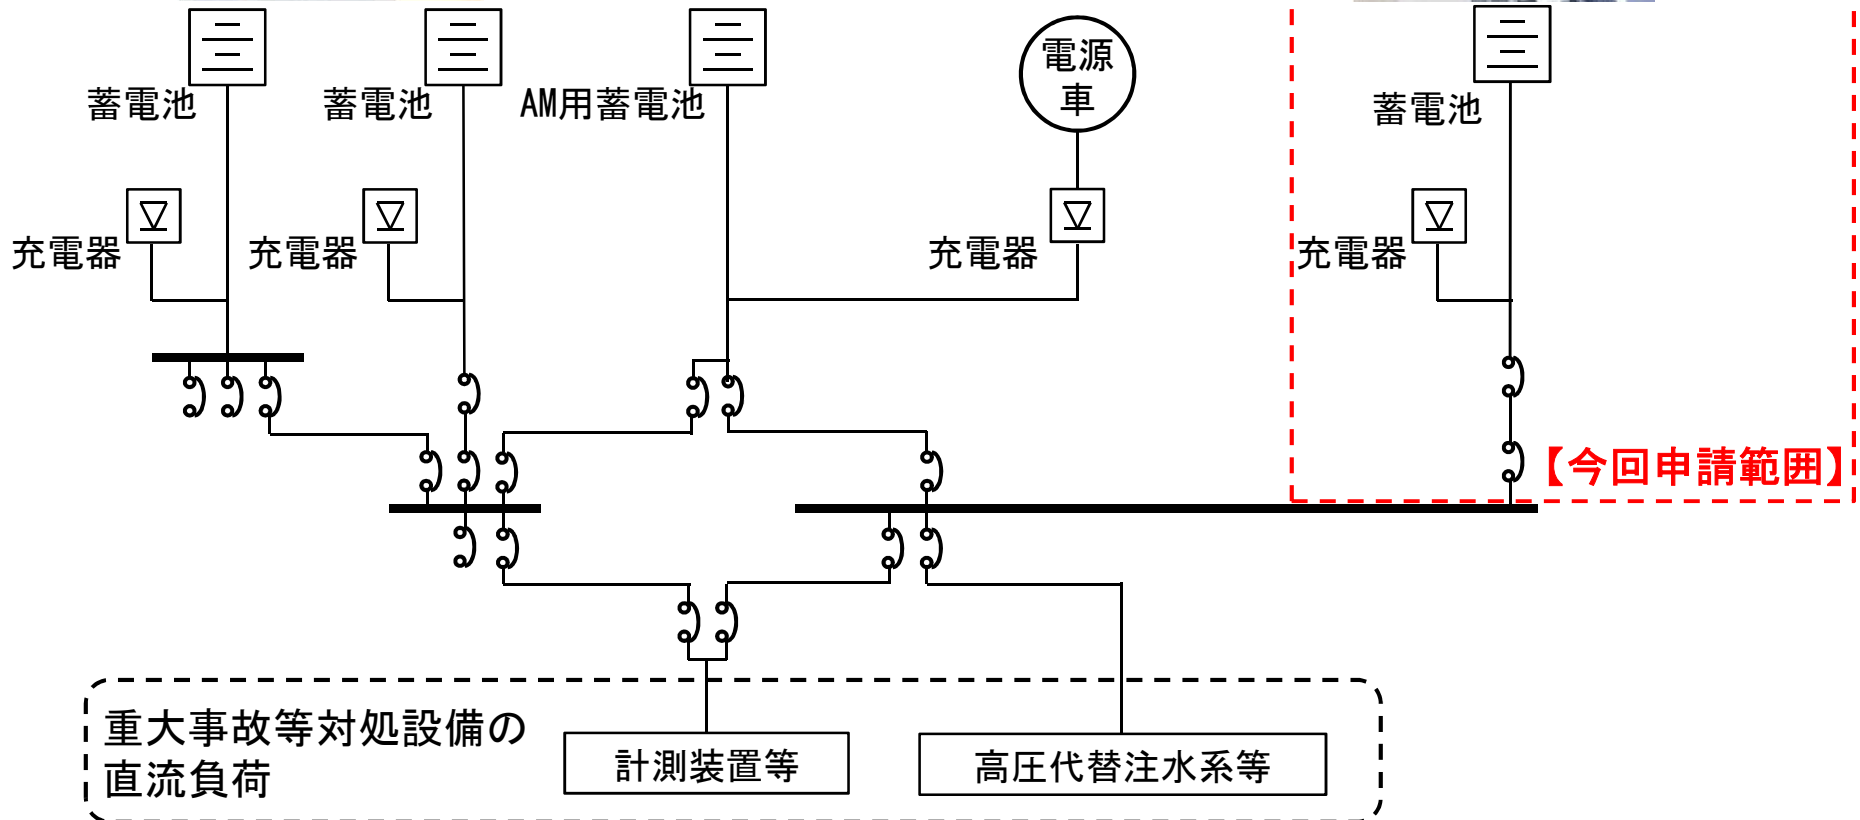 電源
車
蓄電池
蓄電池
AM用蓄電池
蓄電池
充電器
充電器
充電器
充電器
【今回申請範囲】
重大事故等対処設備の
直流負荷
計測装置等
高圧代替注水系等